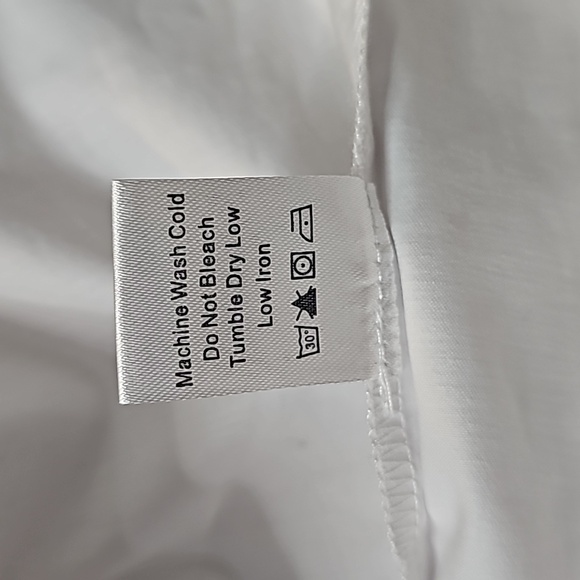 Machine Wash Cold
Do Not Bleach
Tumble Dry Low
Low Iron
30°